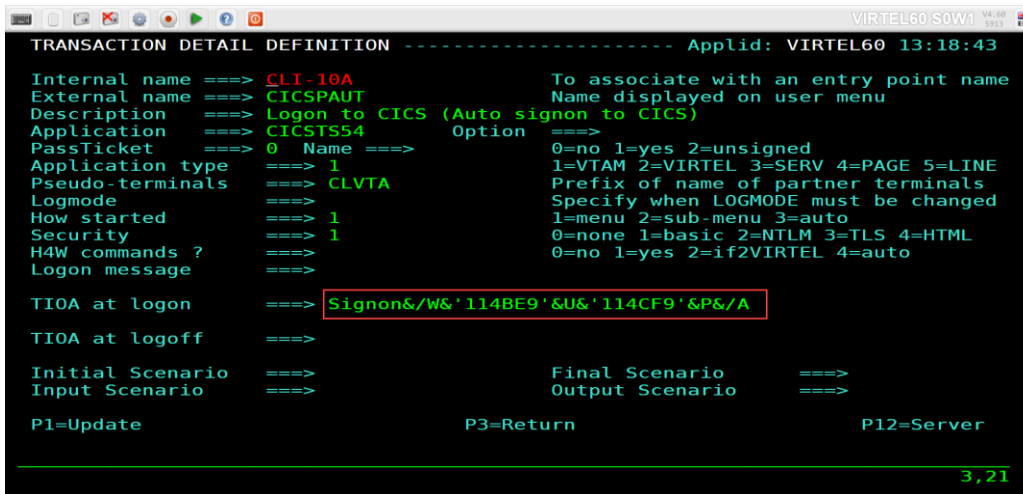 VIRTEL60 S0W1 V4.60 5913
TRANSACTION DETAIL DEFINITION ---------------------- Applid: VIRTEL60 13:18:43
Internal name ===> CLI-10A To associate with an entry point name
External name ===> CICSPAUT Name displayed on user menu
Description ===> Logon to CICS (Auto signon to CICS)
Application ===> CICSTS54 Option ===>
PassTicket ===> 0 Name ===> 0=no 1=yes 2=unsigned
Application type ===> 1 1=VTAM 2=VIRTEL 3=SERV 4=PAGE 5=LINE
Pseudo-terminals ===> CLVTA Prefix of name of partner terminals
Logmode ===> Specify when LOGMODE must be changed
How started ===> 1 1=menu 2=sub-menu 3=auto
Security ===> 1 0=none 1=basic 2=NTLM 3=TLS 4=HTML
H4W commands ? ===> 0=no 1=yes 2=if2VIRTEL 4=auto
Logon message ===>
TIOA at logon ===> Signon&/W&'114BE9'&U&'114CF9'&P&/A
TIOA at logoff ===>
Initial Scenario ===> Final Scenario ===>
Input Scenario ===> Output Scenario ===>
P1=Update P3=Return P12=Server
3,21